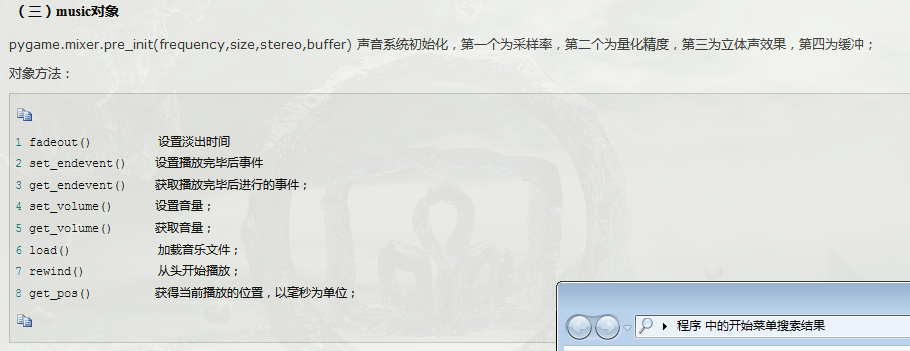 （三）music对象
pygame.mixer.pre_init(frequency,size,stereo,buffer) 声音系统初始化，第一个为采样率，第二个为量化精度，第三为立体声效果，第四为缓冲；
对象方法：
1 fadeout() 设置淡出时间
2 set_endevent() 设置播放完毕后事件
3 get_endevent() 获取播放完毕后进行的事件；
4 set_volume() 设置音量；
5 get_volume() 获取音量；
6 load() 加载音乐文件；
7 rewind() 从头开始播放；
8 get_pos() 获得当前播放的位置，以毫秒为单位；
程序 中的开始菜单搜索结果